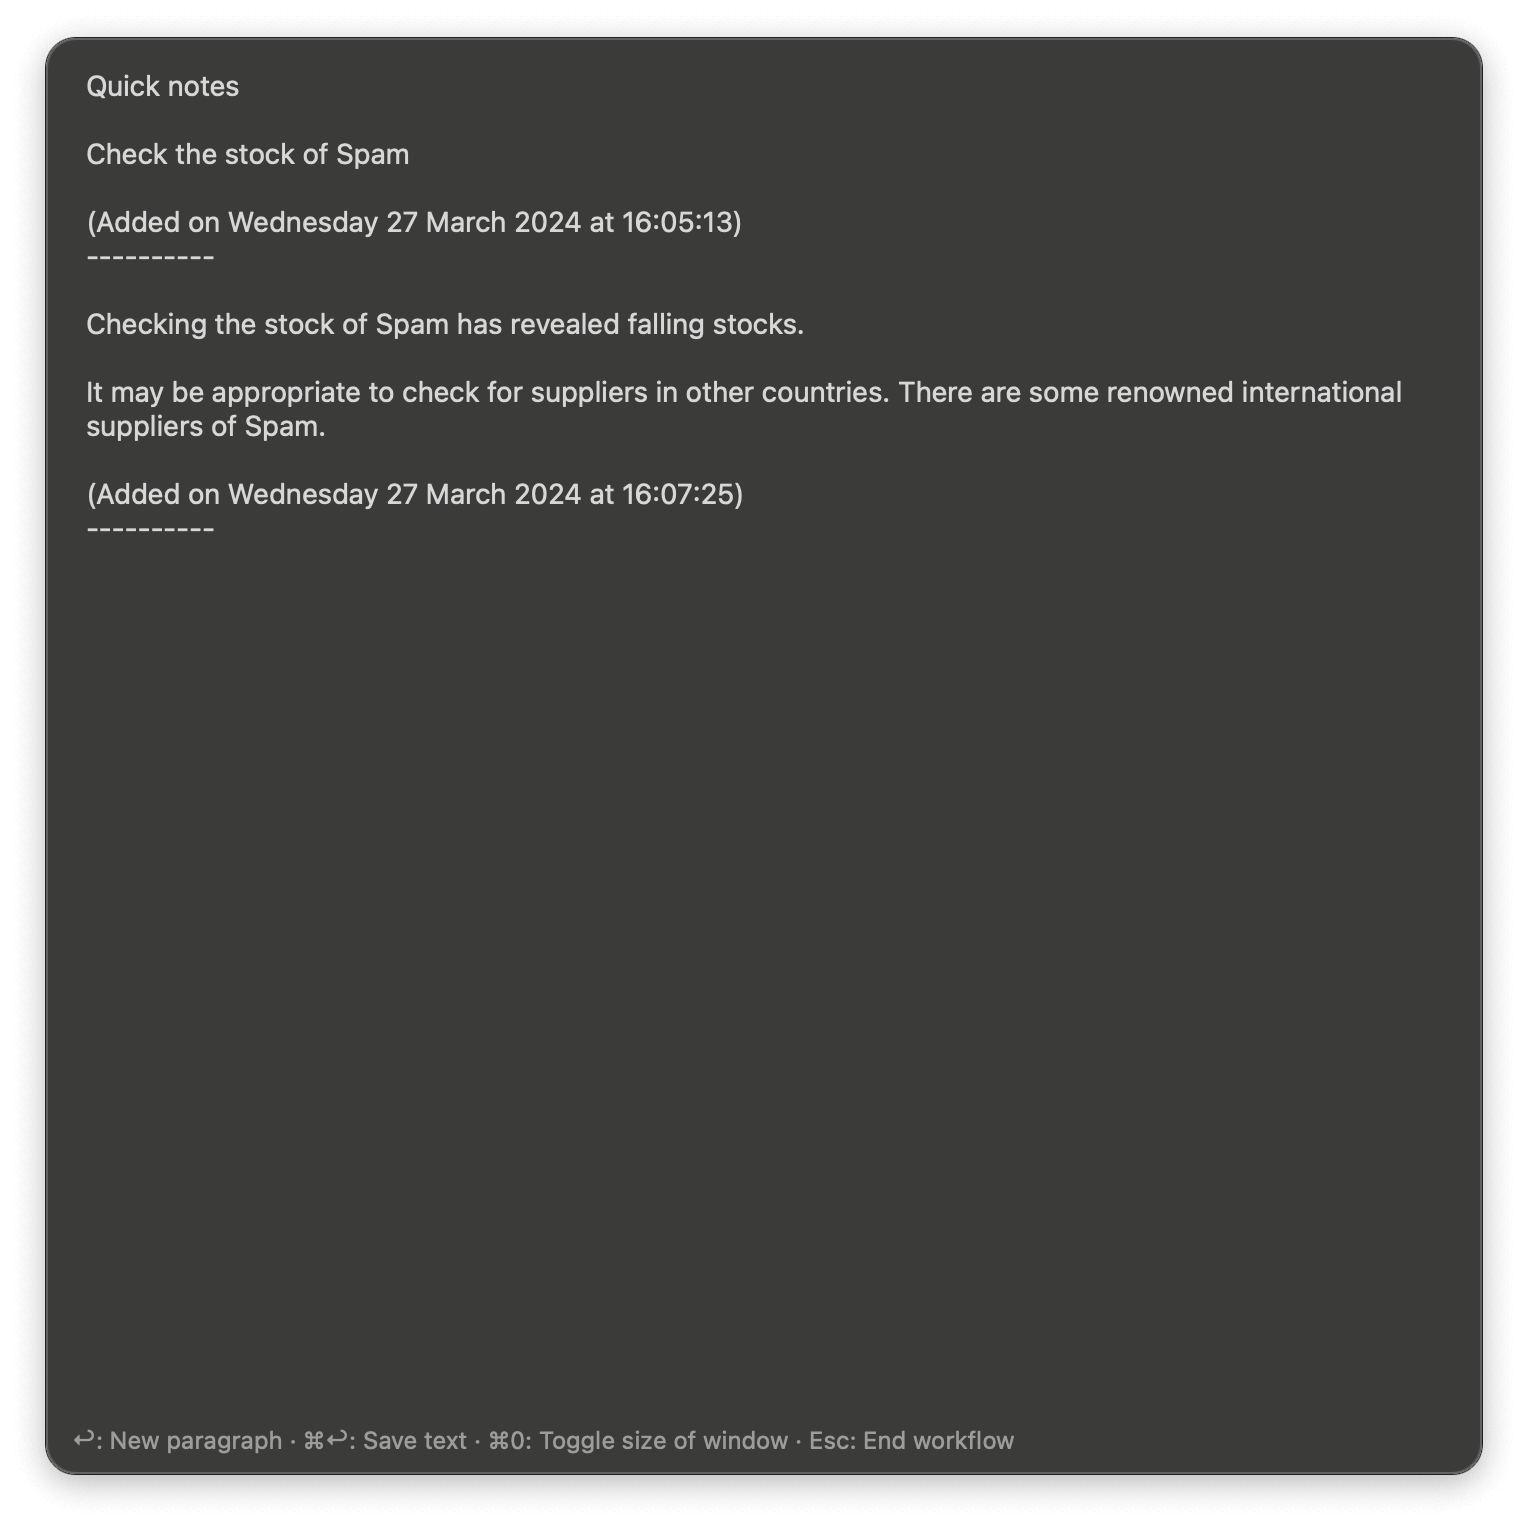 Quick notes
Check the stock of Spam
(Added on Wednesday 27 March 2024 at 16:05:13)
----------
Checking the stock of Spam has revealed falling stocks.
It may be appropriate to check for suppliers in other countries. There are some renowned international
suppliers of Spam.
(Added on Wednesday 27 March 2024 at 16:07:25)
----------
↩: New paragraph · ⌘↩: Save text · ⌘0: Toggle size of window · Esc: End workflow